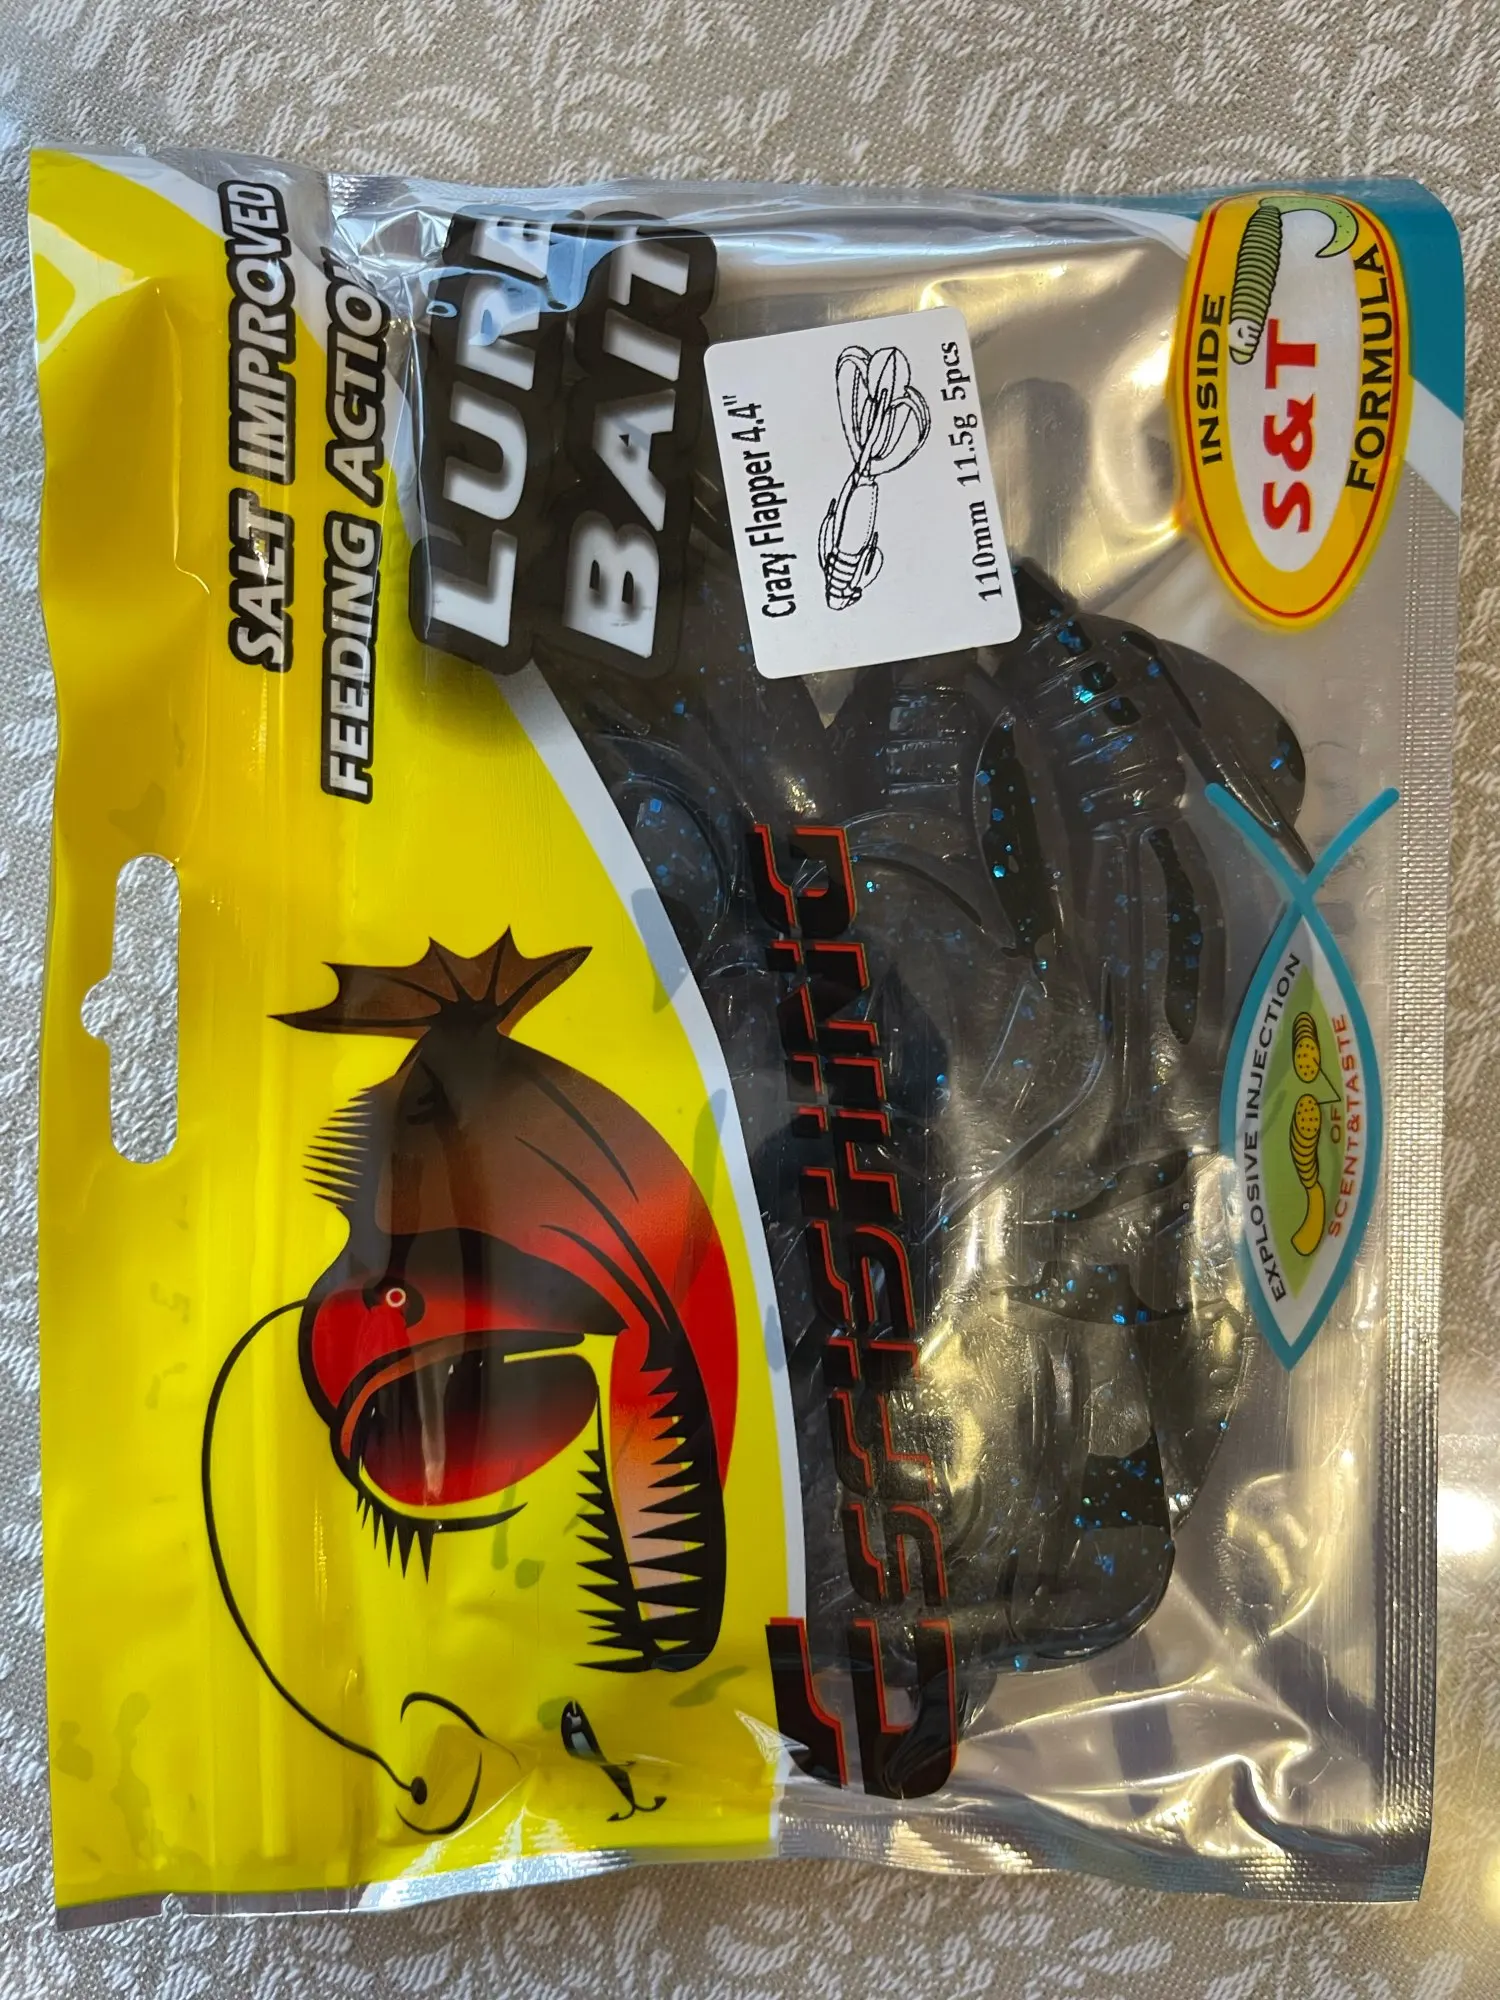 SALT IMPROVED
FEEDING ACTION
LURE
BAIT
Crazy Flapper 4.4"
110mm 11.5g 5pcs
INSIDE
S&T
FORMULA
EXPLOSIVE INJECTION
OF
SCENT&TASTE